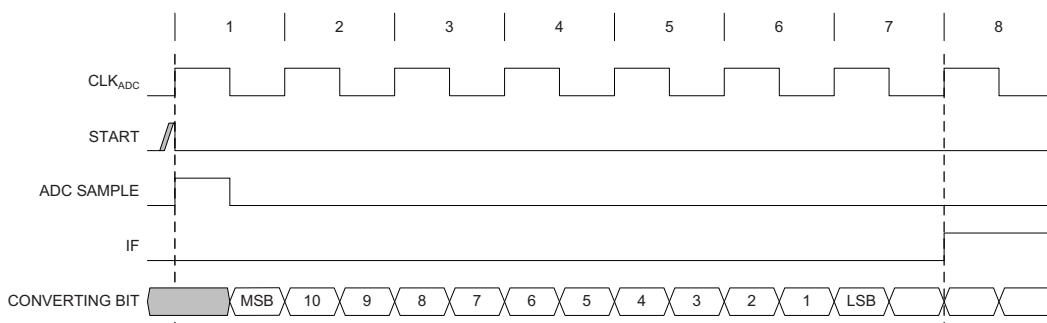 1 2 3 4 5 6 7 8
CLKADC
START
ADC SAMPLE
IF
CONVERTING BIT MSB 10 9 8 7 6 5 4 3 2 1 LSB